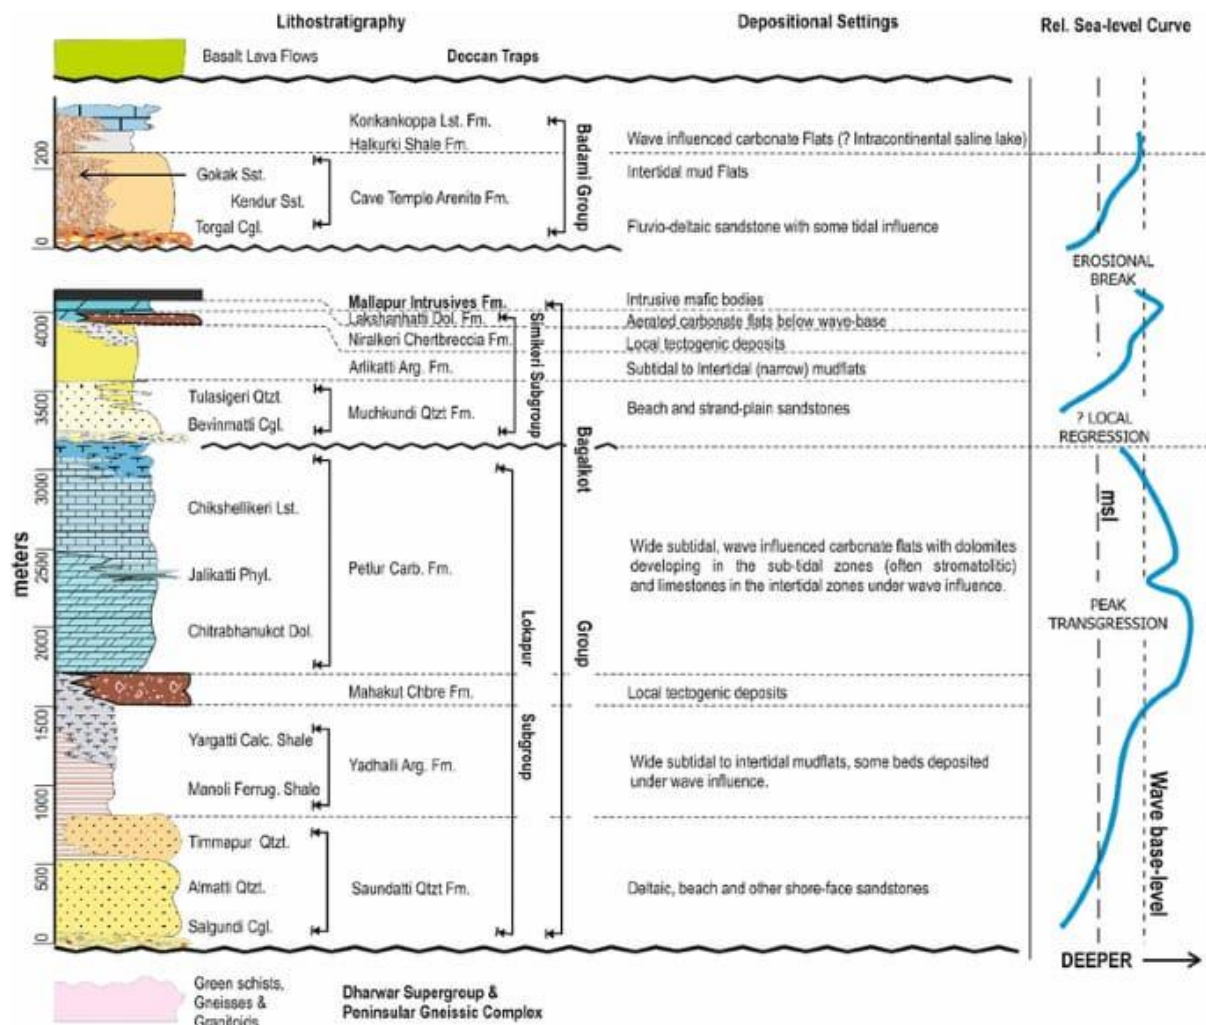 Lithostratigraphy
Depositional Settings
Rel. Sea-level Curve
Basalt Lava Flows
Deccan Traps
Konkankoppa Lst. Fm.
Halkurki Shale Fm.
Gokak Sst.
Kendur Sst.
Torgal Cgl.
Cave Temple Arenite Fm.
Badami Group
Wave influenced carbonate Flats (? Intracontinental saline lake)
Intertidal mud Flats
Fluvio-deltaic sandstone with some tidal influence
200
0
EROSIONAL
BREAK
Mallapur Intrusives Fm.
Lakshanhatti Dol. Fm.
Niralkeri Chertbreccia Fm.
Arlikatti Arg. Fm.
Tulasigeri Qtzt.
Bevinmatti Cgl.
Muchkundi Qtzt Fm.
Simikeri Subgroup
Intrusive mafic bodies
Aerated carbonate flats below wave-base
Local tectogenic deposits
Subtidal to Intertidal (narrow) mudflats
Beach and strand-plain sandstones
? LOCAL
REGRESSION
Bagalkot
Group
Chikshellikeri Lst.
Jalikatti Phyl.
Chitrabhanukot Dol.
Petlur Carb. Fm.
Lokapur
Subgroup
Wide subtidal, wave influenced carbonate flats with dolomites
developing in the sub-tidal zones (often stromatolitic)
and limestones in the intertidal zones under wave influence.
msl
PEAK
TRANSGRESSION
Mahakut Chbre Fm.
Local tectogenic deposits
Yargatti Calc. Shale
Manoli Ferrug. Shale
Yadhalli Arg. Fm.
Wide subtidal to intertidal mudflats, some beds deposited
under wave influence.
Wave base-level
Timmapur Qtzt.
Almatti Qtzt.
Salgundi Cgl.
Saundatti Qtzt Fm.
Deltaic, beach and other shore-face sandstones
DEEPER
meters
4000
3500
3000
2500
2000
1500
1000
500
0
Green schists,
Gneisses &
Granitoids
Dharwar Supergroup &
Peninsular Gneissic Complex